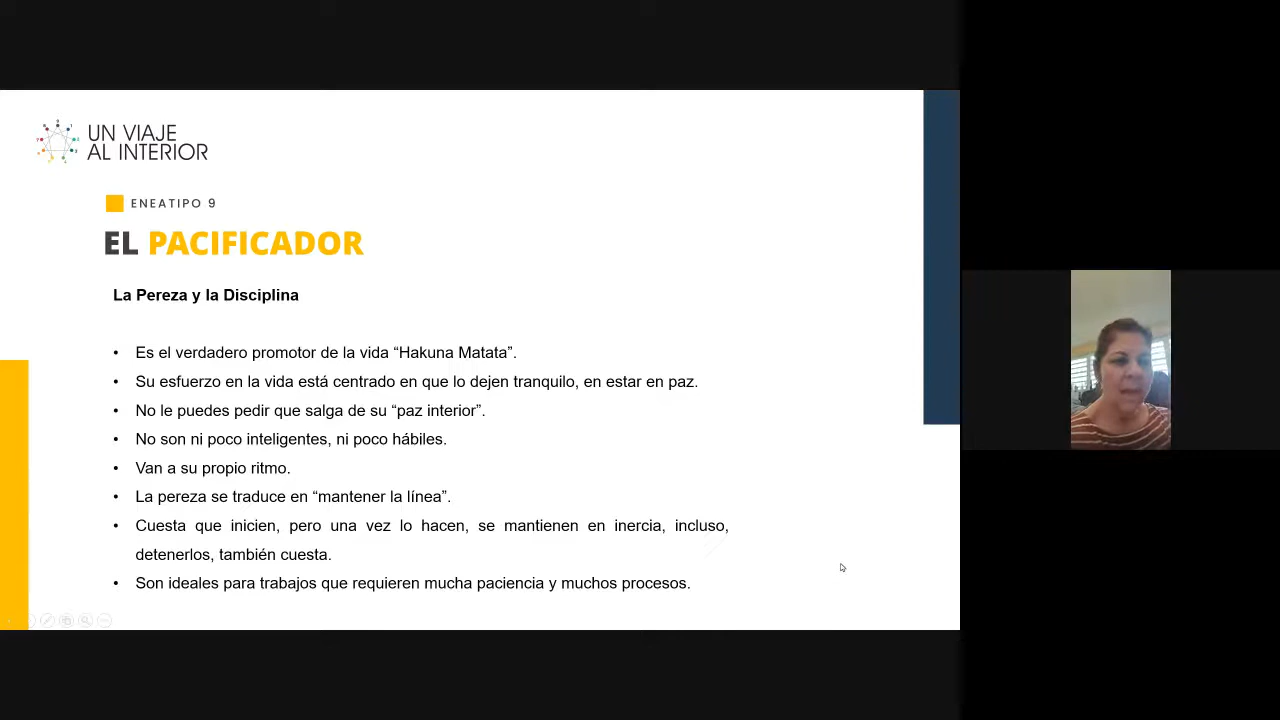 UN VIAJE
AL INTERIOR
ENEATIPO 9
EL PACIFICADOR
La Pereza y la Disciplina
• Es el verdadero promotor de la vida “Hakuna Matata”.
• Su esfuerzo en la vida está centrado en que lo dejen tranquilo, en estar en paz.
• No le puedes pedir que salga de su “paz interior”.
• No son ni poco inteligentes, ni poco hábiles.
• Van a su propio ritmo.
• La pereza se traduce en “mantener la línea”.
• Cuesta que inicien, pero una vez lo hacen, se mantienen en inercia, incluso,
detenerlos, también cuesta.
• Son ideales para trabajos que requieren mucha paciencia y muchos procesos.